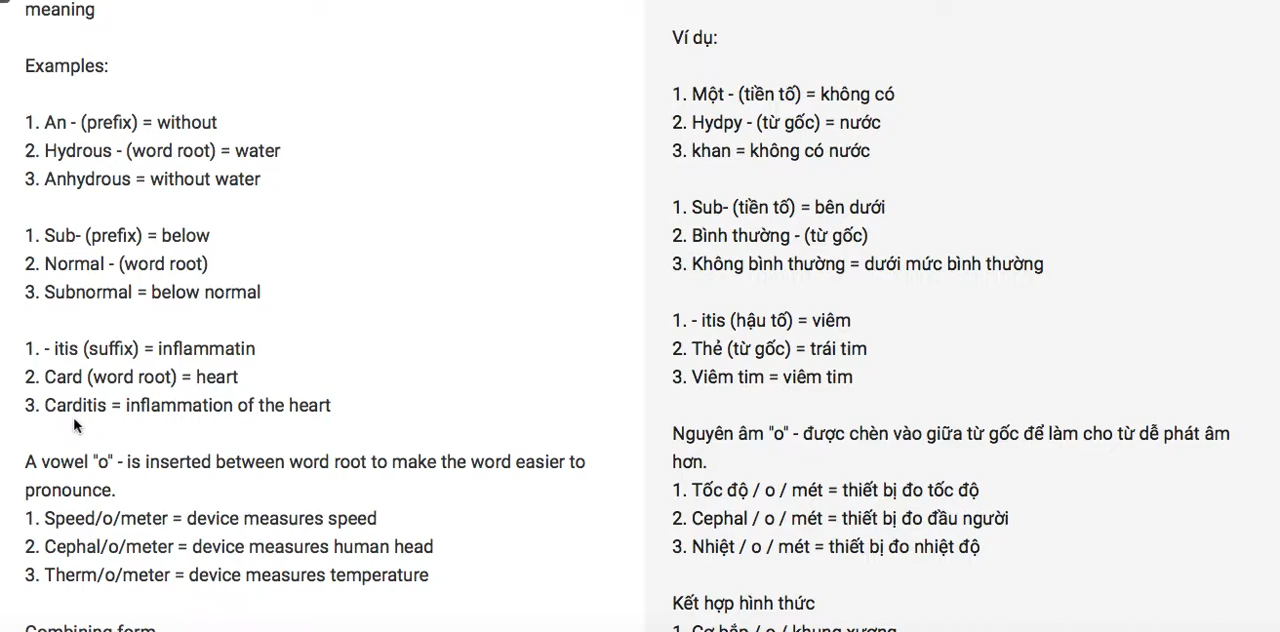 meaning
Examples:
1. An - (prefix) = without
2. Hydrous - (word root) = water
3. Anhydrous = without water
1. Sub- (prefix) = below
2. Normal - (word root)
3. Subnormal = below normal
1. - itis (suffix) = inflammatin
2. Card (word root) = heart
3. Carditis = inflammation of the heart
A vowel "o" - is inserted between word root to make the word easier to
pronounce.
1. Speed/o/meter = device measures speed
2. Cephal/o/meter = device measures human head
3. Therm/o/meter = device measures temperature
Combining form
Ví dụ:
1. Một - (tiền tố) = không có
2. Hydpy - (từ gốc) = nước
3. khan = không có nước
1. Sub- (tiền tố) = bên dưới
2. Bình thường - (từ gốc)
3. Không bình thường = dưới mức bình thường
1. - itis (hậu tố) = viêm
2. Thẻ (từ gốc) = trái tim
3. Viêm tim = viêm tim
Nguyên âm "o" - được chèn vào giữa từ gốc để làm cho từ dễ phát âm
hơn.
1. Tốc độ / o / mét = thiết bị đo tốc độ
2. Cephal / o / mét = thiết bị đo đầu người
3. Nhiệt / o / mét = thiết bị đo nhiệt độ
Kết hợp hình thức
1. Cơ bắp / o / khung xương